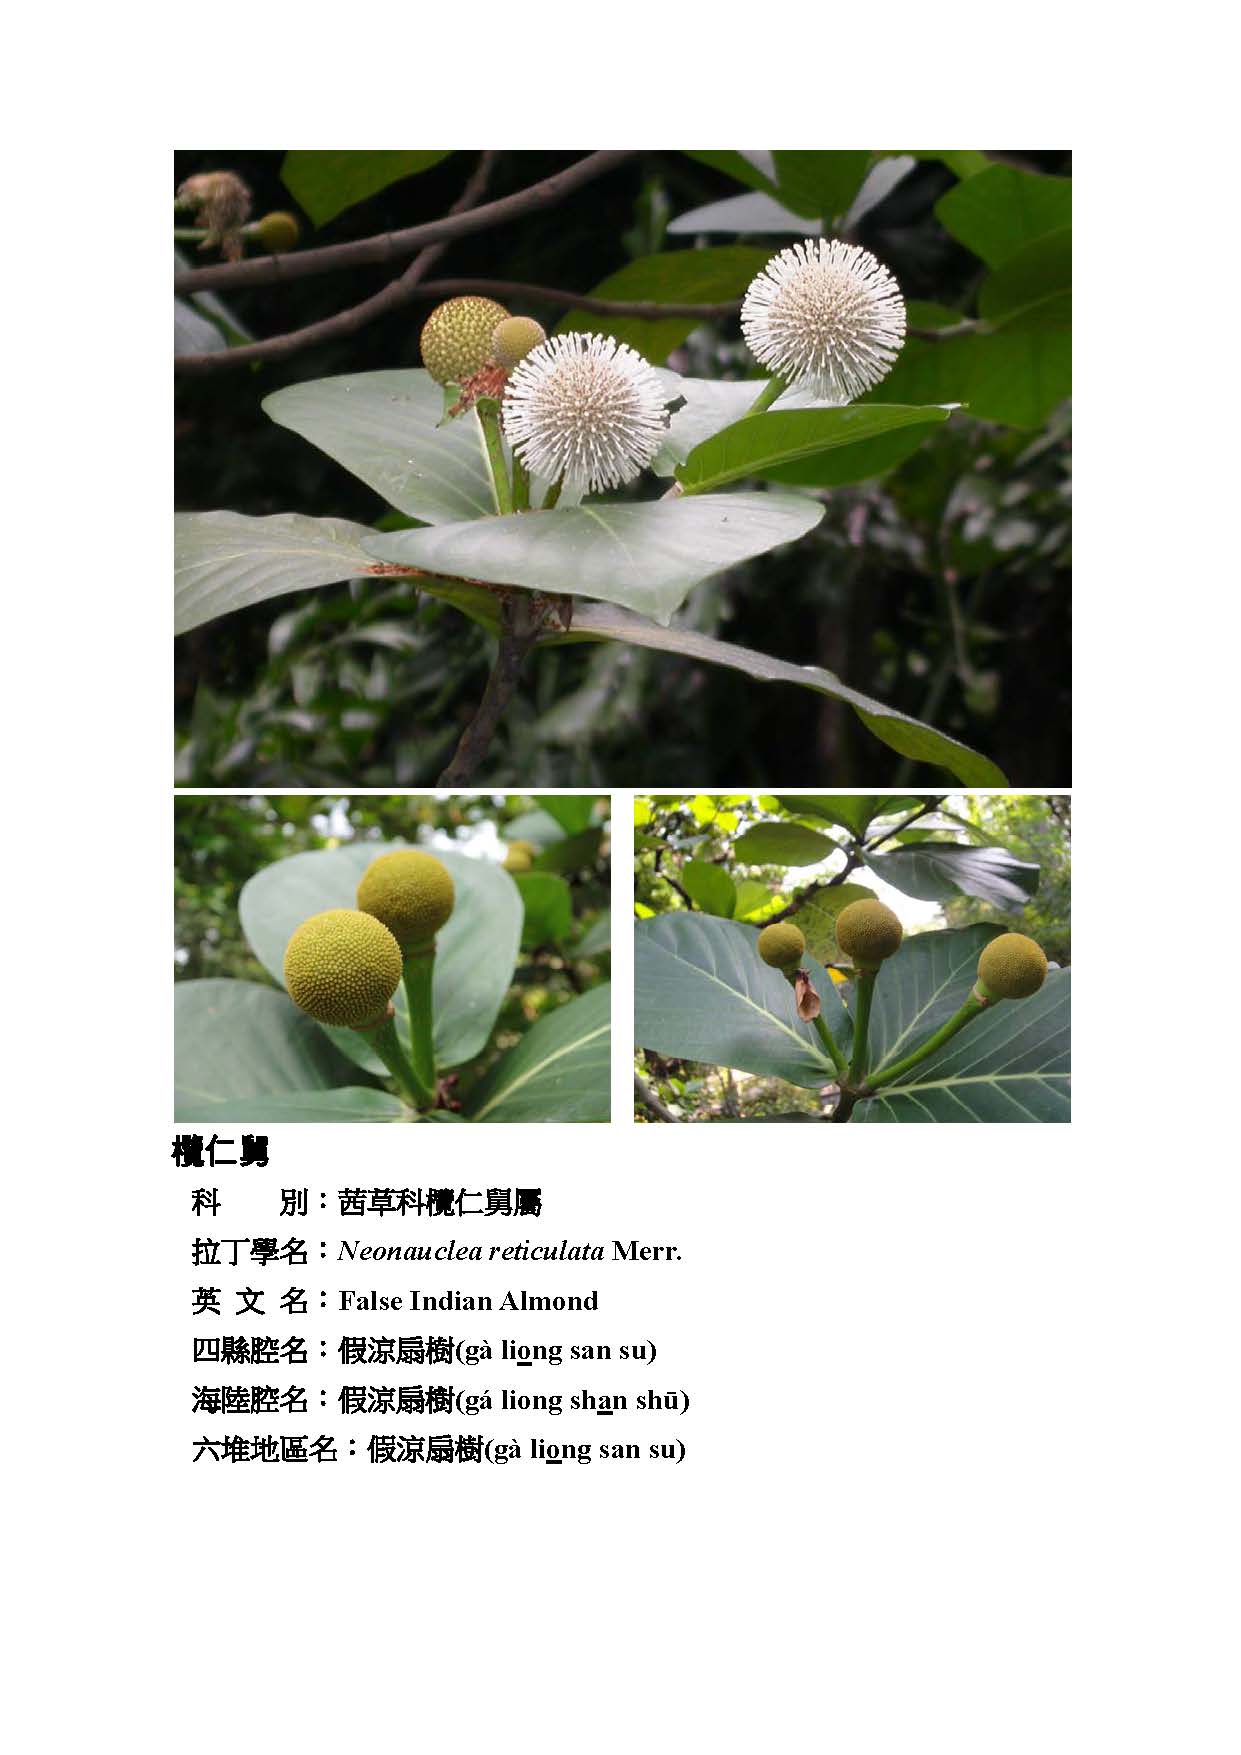 欖仁舅
科　　別：茜草科欖仁舅屬
拉丁學名：Neonauclea reticulata Merr.
英 文 名：False Indian Almond
四縣腔名：假涼扇樹(gà liong san su)
海陸腔名：假涼扇樹(gá liong shan shū)
六堆地區名：假涼扇樹(gà liong san su)